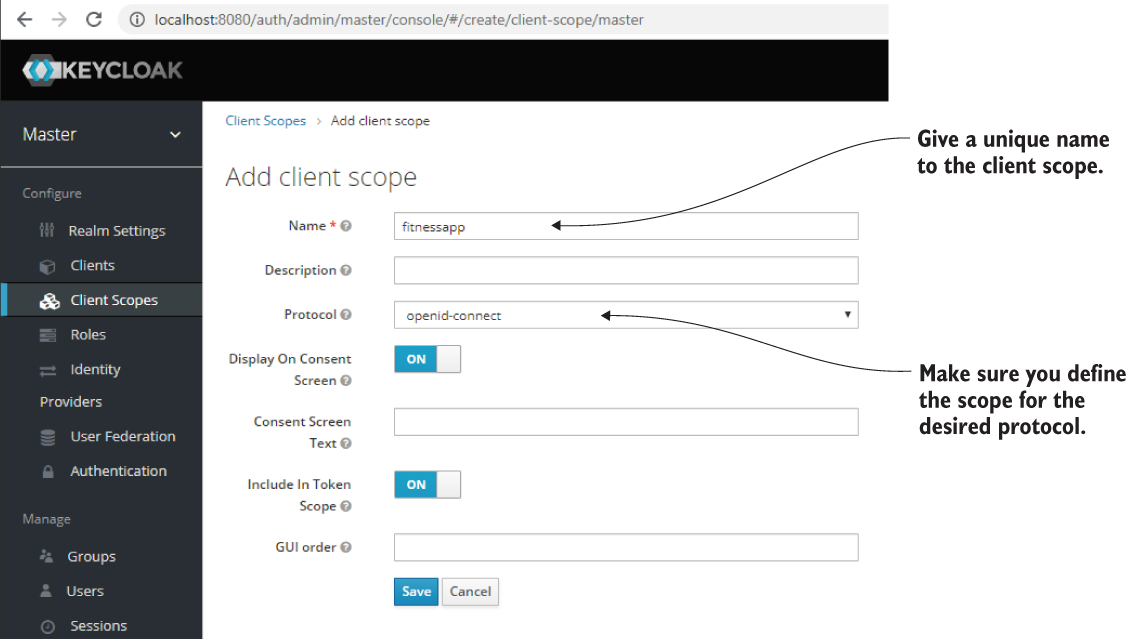 localhost:8080/auth/admin/master/console/#/create/client-scope/master
KEYCLOAK
Master
Configure
Realm Settings
Clients
Client Scopes
Roles
Identity
Providers
User Federation
Authentication
Manage
Groups
Users
Sessions
Client Scopes > Add client scope
Add client scope
Name * fitnessapp
Description
Protocol openid-connect
Display On Consent
Screen
ON
Consent Screen
Text
Include In Token
Scope
ON
GUI order
Save Cancel
Give a unique name
to the client scope.
Make sure you define
the scope for the
desired protocol.